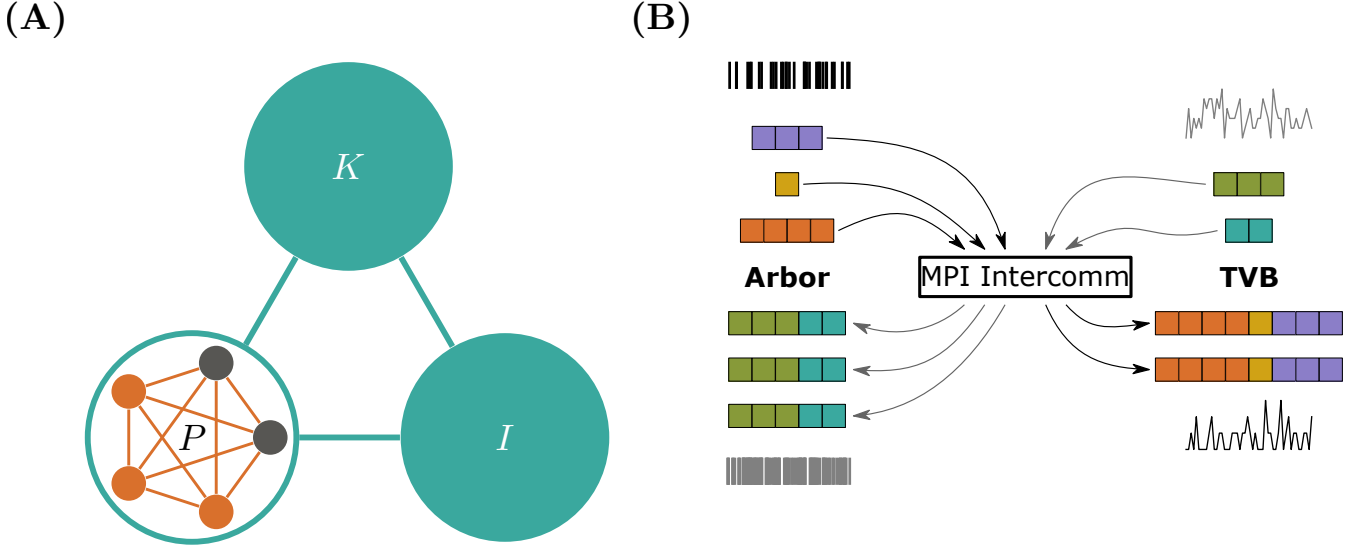 (A)
K
P
I
(B)
Arbor
MPI Intercomm
TVB